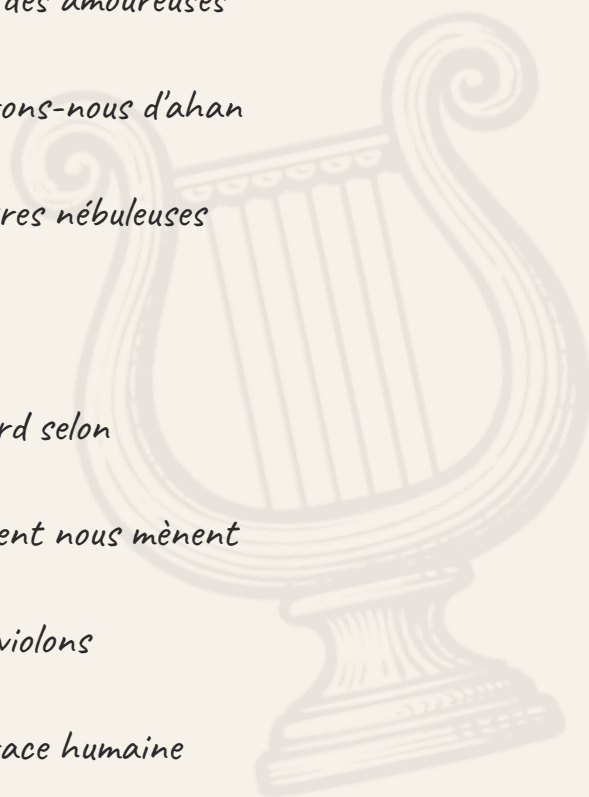 des amoureuses
ons-nous d'ahan
res nébuleuses
rd selon
ent nous mènent
violons
ace humaine